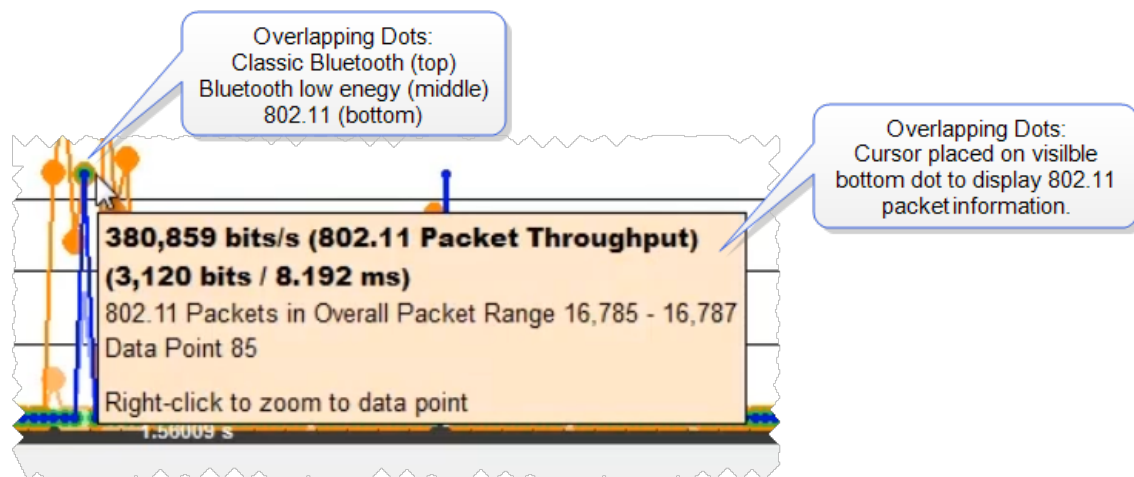 Overlapping Dots:
Classic Bluetooth (top)
Bluetooth low enegy (middle)
802.11 (bottom)
Overlapping Dots:
Cursor placed on visilble
bottom dot to display 802.11
packet information.
380,859 bits/s (802.11 Packet Throughput)
(3,120 bits / 8.192 ms)
802.11 Packets in Overall Packet Range 16,785 - 16,787
Data Point 85
Right-click to zoom to data point
1.56009 s